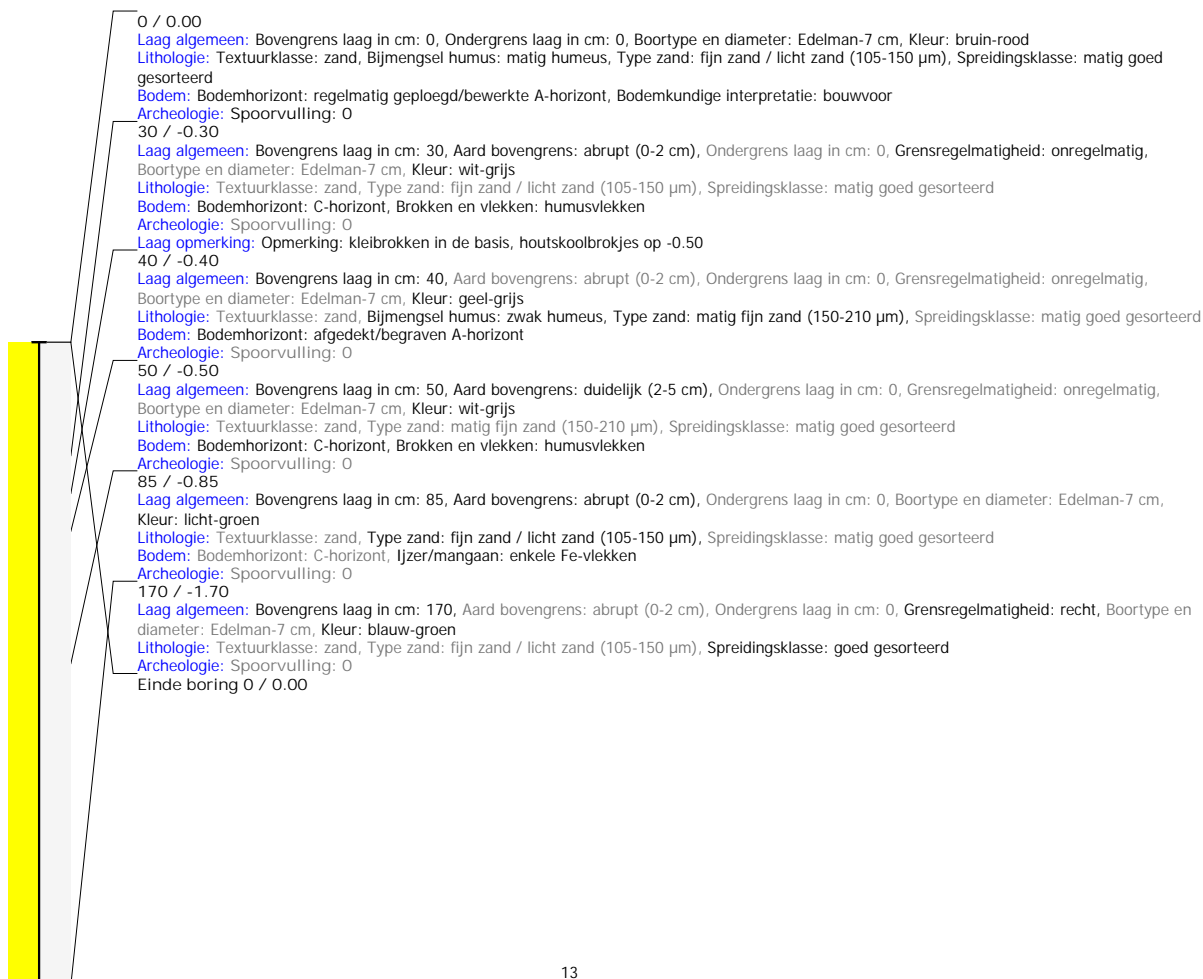 0 / 0.00
Laag algemeen: Bovengrens laag in cm: 0, Ondergrens laag in cm: 0, Boortype en diameter: Edelman-7 cm, Kleur: bruin-rood
Lithologie: Textuurklasse: zand, Bijmengsel humus: matig humeus, Type zand: fijn zand / licht zand (105-150 µm), Spreidingsklasse: matig goed
gesorteerd
Bodem: Bodemhorizont: regelmatig geploegd/bewerkte A-horizont, Bodemkundige interpretatie: bouwvoor
Archeologie: Spoorvulling: 0
30 / -0.30
Laag algemeen: Bovengrens laag in cm: 30, Aard bovengrens: abrupt (0-2 cm), Ondergrens laag in cm: 0, Grensregelmatigheid: onregelmatig,
Boortype en diameter: Edelman-7 cm, Kleur: wit-grijs
Lithologie: Textuurklasse: zand, Type zand: fijn zand / licht zand (105-150 µm), Spreidingsklasse: matig goed gesorteerd
Bodem: Bodemhorizont: C-horizont, Brokken en vlekken: humusvlekken
Archeologie: Spoorvulling: 0
Laag opmerking: Opmerking: kleibrokken in de basis, houtskoolbrokjes op -0.50
40 / -0.40
Laag algemeen: Bovengrens laag in cm: 40, Aard bovengrens: abrupt (0-2 cm), Ondergrens laag in cm: 0, Grensregelmatigheid: onregelmatig,
Boortype en diameter: Edelman-7 cm, Kleur: geel-grijs
Lithologie: Textuurklasse: zand, Bijmengsel humus: zwak humeus, Type zand: matig fijn zand (150-210 µm), Spreidingsklasse: matig goed gesorteerd
Bodem: Bodemhorizont: afgedekt/begraven A-horizont
Archeologie: Spoorvulling: 0
50 / -0.50
Laag algemeen: Bovengrens laag in cm: 50, Aard bovengrens: duidelijk (2-5 cm), Ondergrens laag in cm: 0, Grensregelmatigheid: onregelmatig,
Boortype en diameter: Edelman-7 cm, Kleur: wit-grijs
Lithologie: Textuurklasse: zand, Type zand: matig fijn zand (150-210 µm), Spreidingsklasse: matig goed gesorteerd
Bodem: Bodemhorizont: C-horizont, Brokken en vlekken: humusvlekken
Archeologie: Spoorvulling: 0
85 / -0.85
Laag algemeen: Bovengrens laag in cm: 85, Aard bovengrens: abrupt (0-2 cm), Ondergrens laag in cm: 0, Boortype en diameter: Edelman-7 cm,
Kleur: licht-groen
Lithologie: Textuurklasse: zand, Type zand: fijn zand / licht zand (105-150 µm), Spreidingsklasse: matig goed gesorteerd
Bodem: Bodemhorizont: C-horizont, Ijzer/mangaan: enkele Fe-vlekken
Archeologie: Spoorvulling: 0
170 / -1.70
Laag algemeen: Bovengrens laag in cm: 170, Aard bovengrens: abrupt (0-2 cm), Ondergrens laag in cm: 0, Grensregelmatigheid: recht, Boortype en
diameter: Edelman-7 cm, Kleur: blauw-groen
Lithologie: Textuurklasse: zand, Type zand: fijn zand / licht zand (105-150 µm), Spreidingsklasse: goed gesorteerd
Archeologie: Spoorvulling: 0
Einde boring 0 / 0.00
13